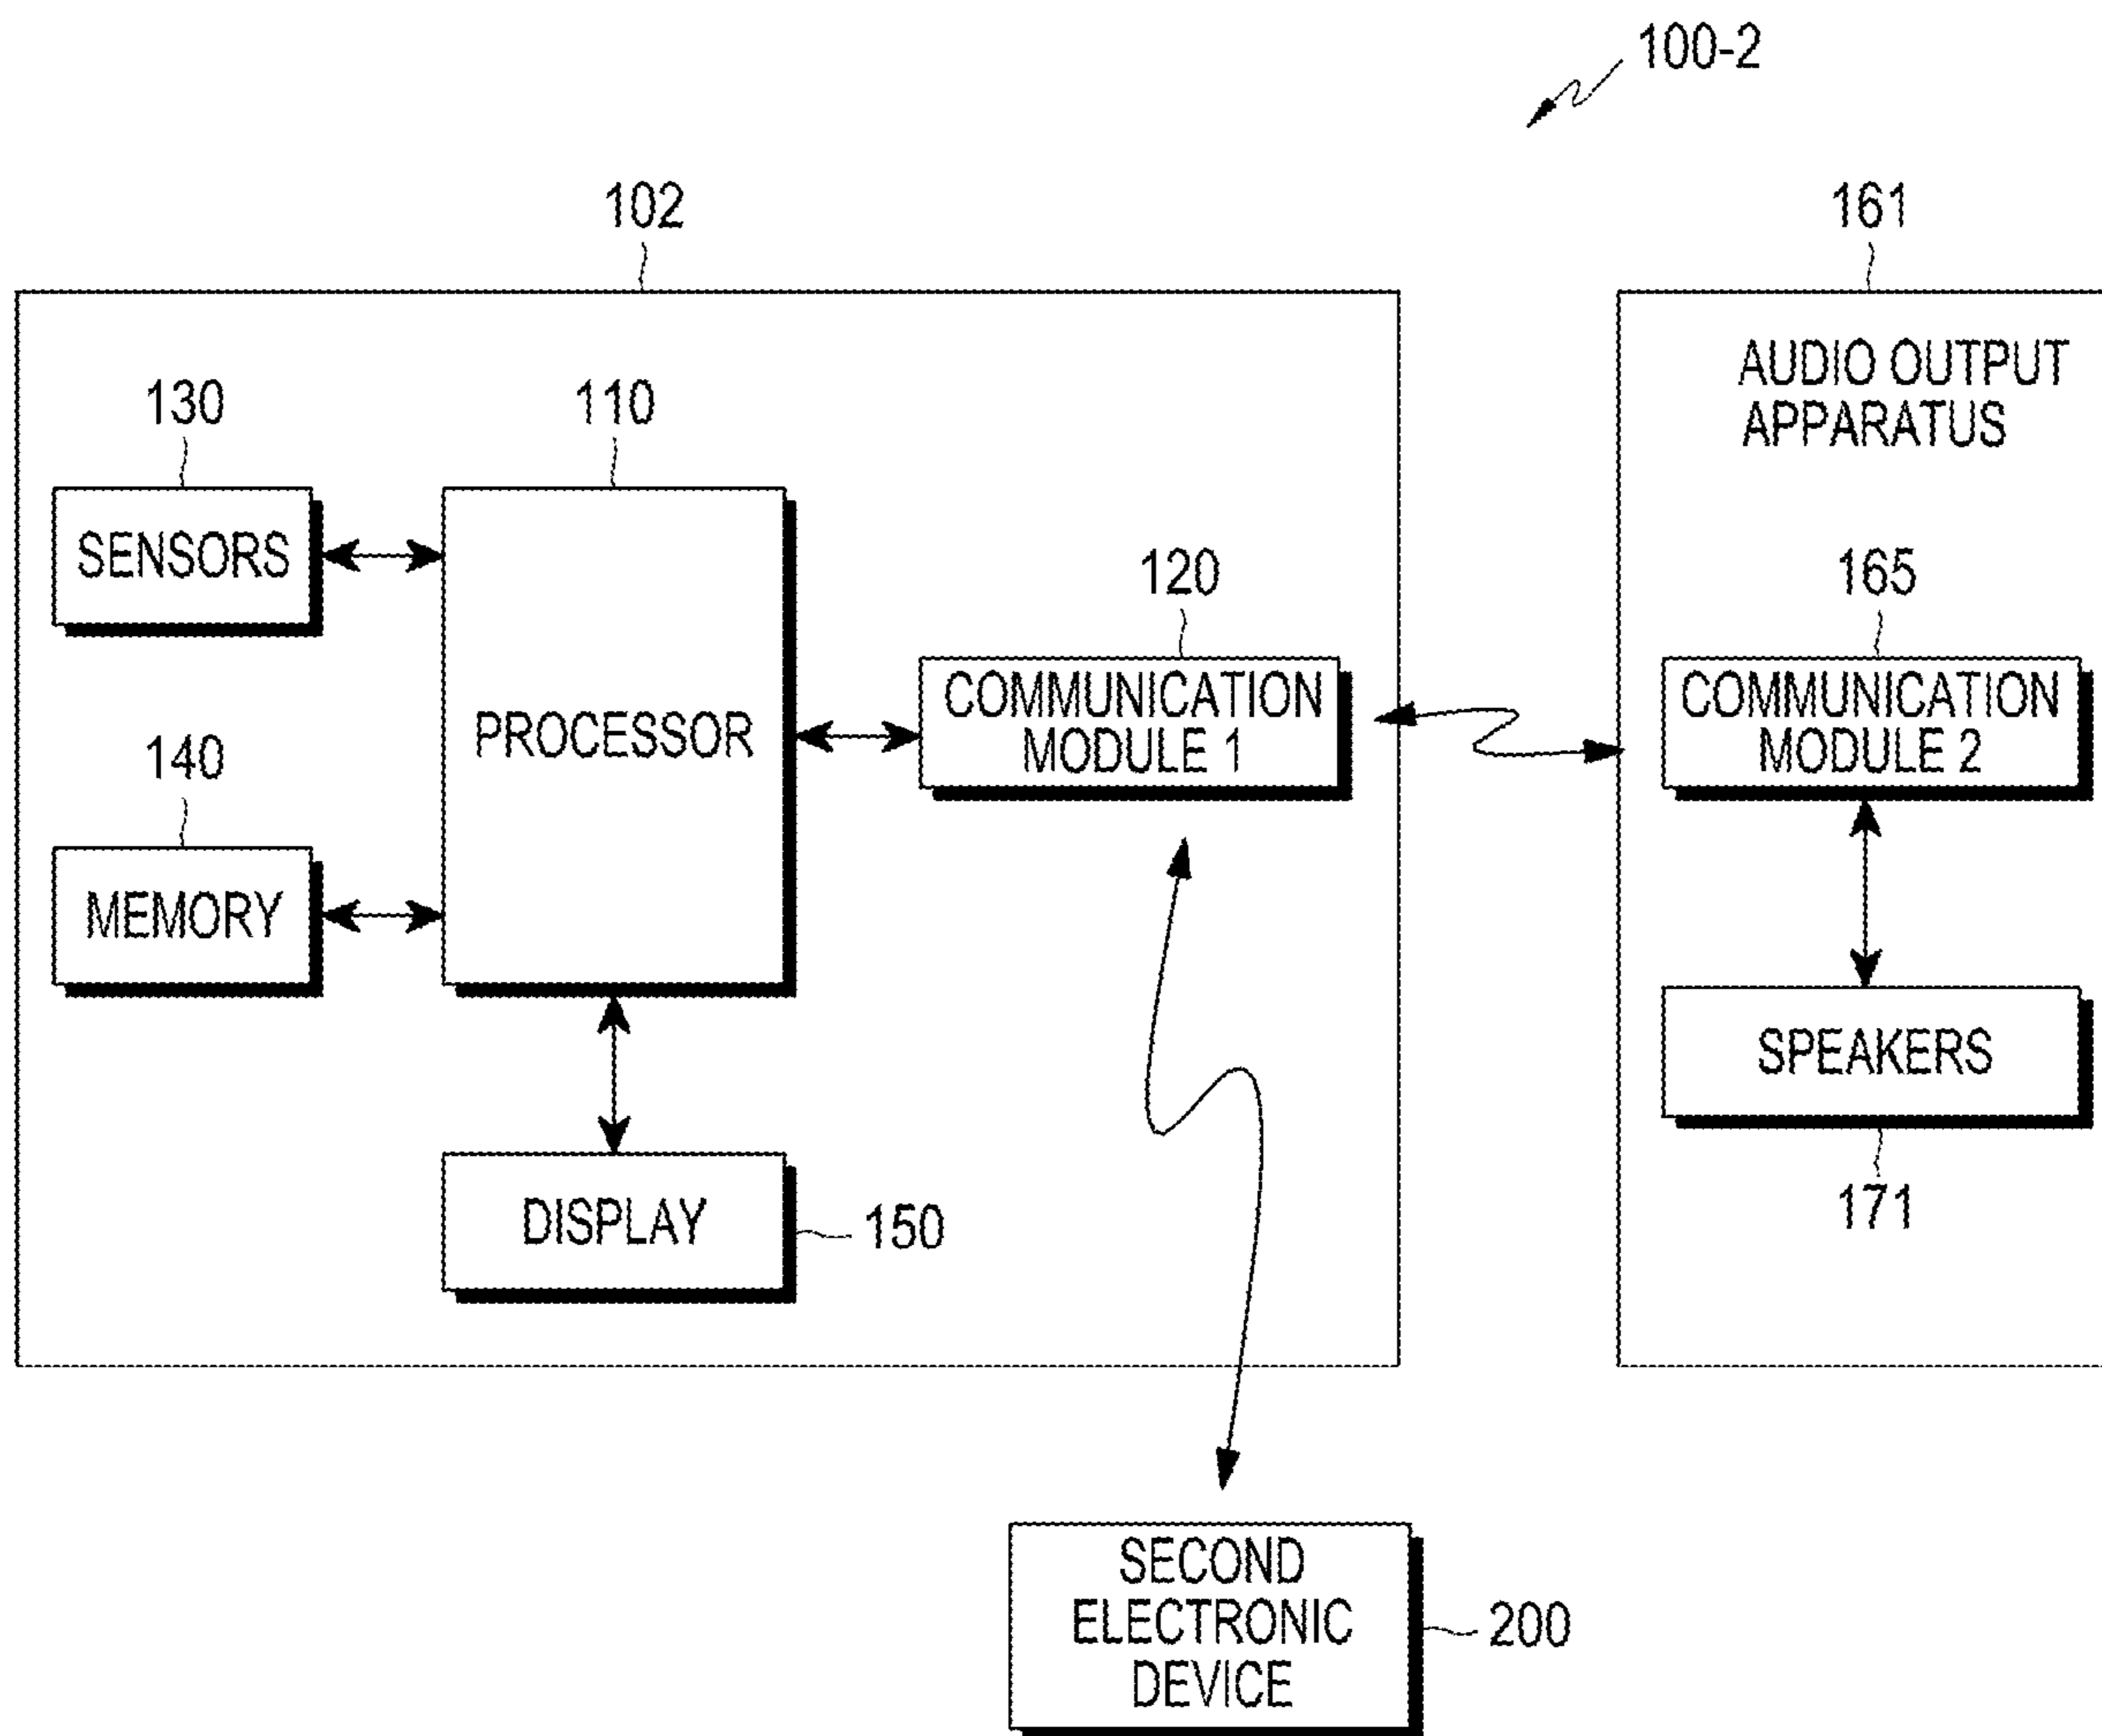 100-2
102
161
AUDIO OUTPUT
APPARATUS
130
110
SENSORS
120
165
PROCESSOR
COMMUNICATION
MODULE 1
COMMUNICATION
MODULE 2
140
MEMORY
SPEAKERS
171
DISPLAY
150
SECOND
ELECTRONIC
DEVICE
200